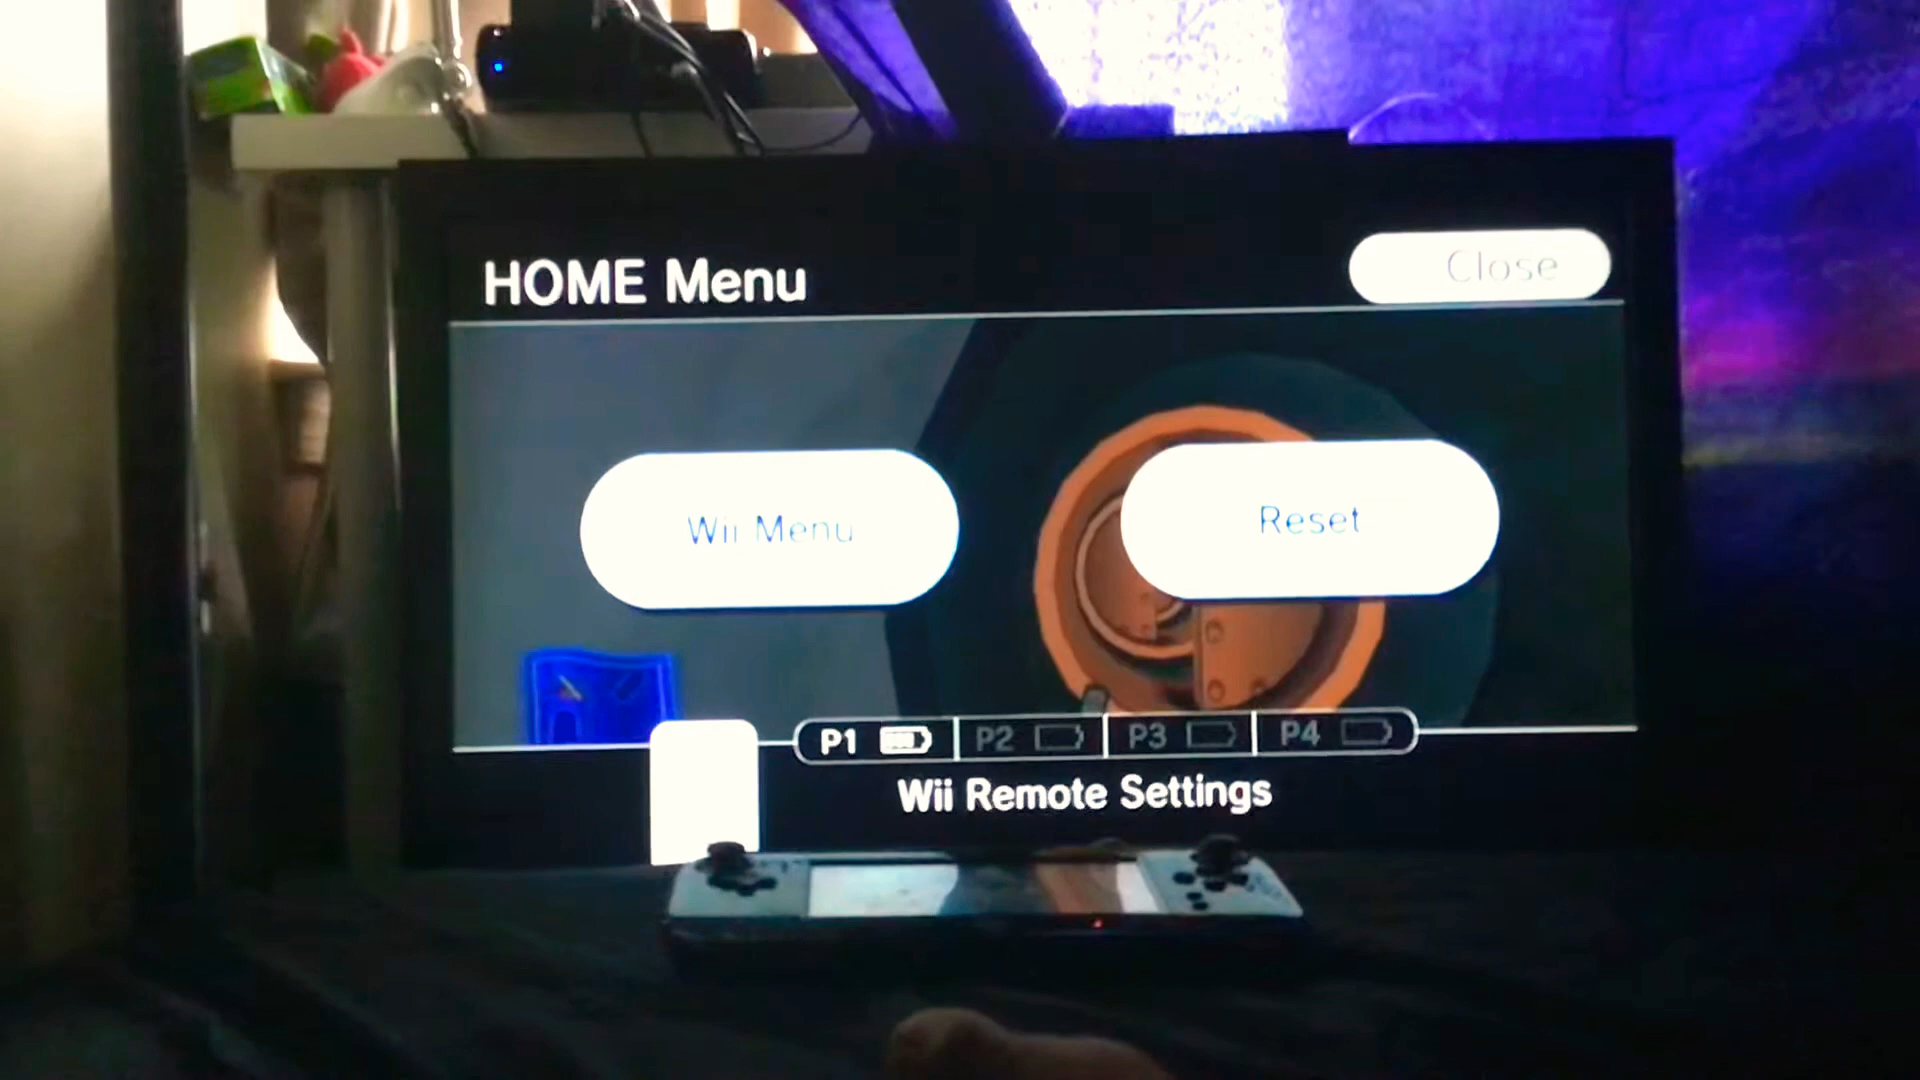 HOME Menu
Close
Wii Menu
Reset
P1 P2 P3 P4
Wii Remote Settings